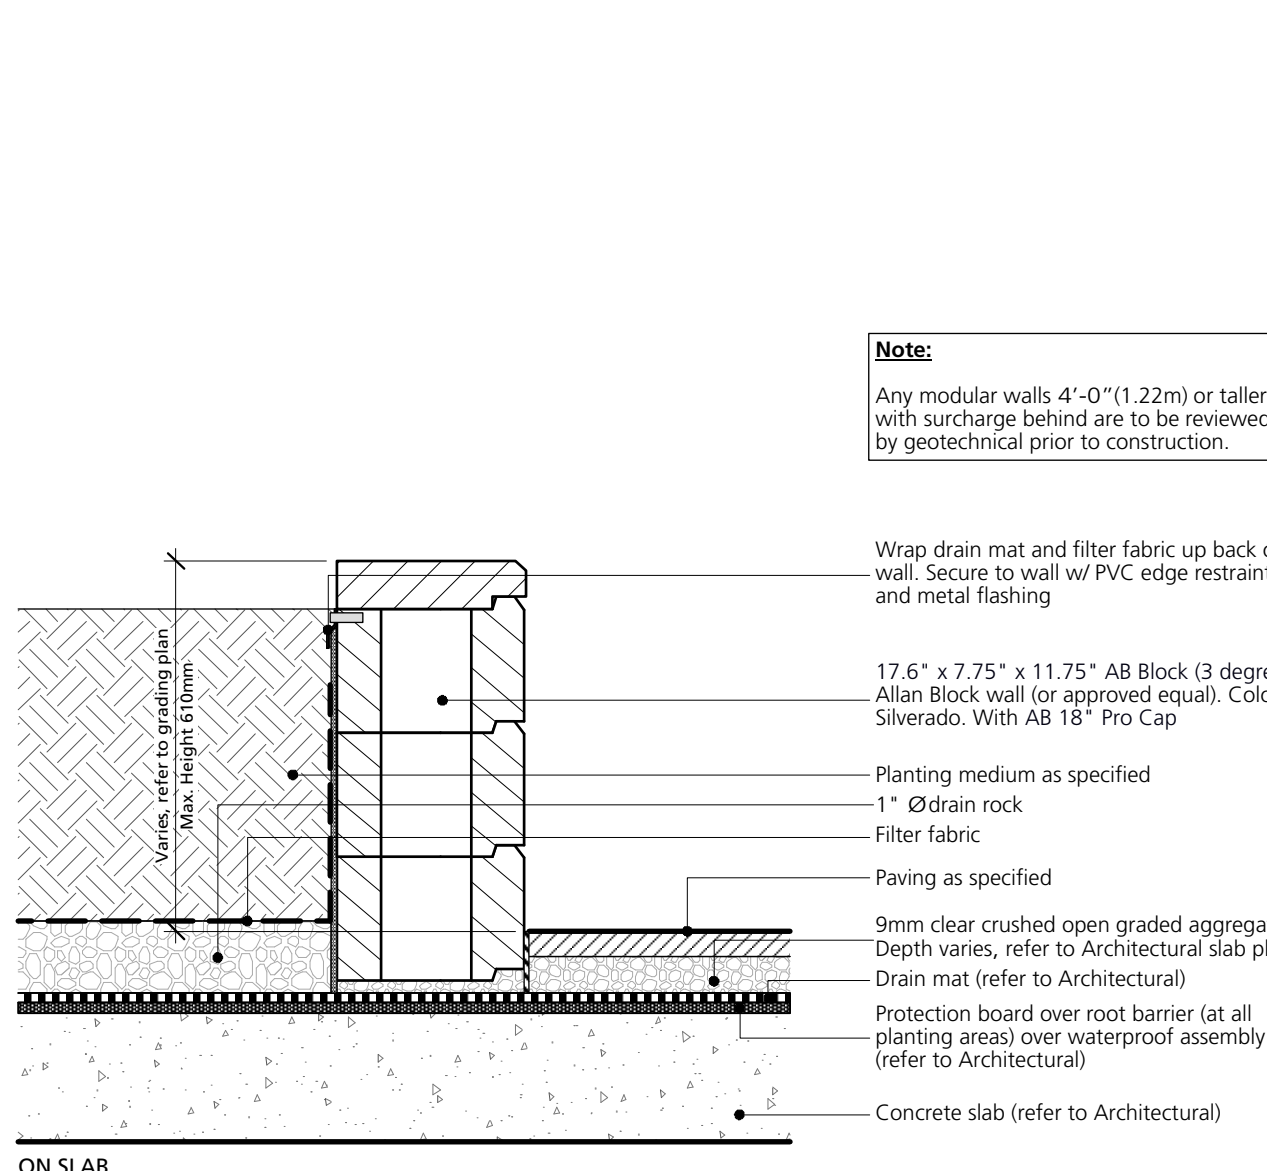 Note:
Any modular walls 4'-0"(1.22m) or taller
with surcharge behind are to be reviewed
by geotechnical prior to construction.
Wrap drain mat and filter fabric up back
wall. Secure to wall w/ PVC edge restraint
and metal flashing
17.6" x 7.75" x 11.75" AB Block (3
Allan Block wall (or approved equal).
Silverado. With AB 18" Pro Cap
Planting medium as specified
1" Ø drain rock
Filter fabric
Paving as specified
9mm clear crushed open graded
Depth varies, refer to Architectural slab
Drain mat (refer to Architectural)
Protection board over root barrier (at all
planting areas) over waterproof assembly
(refer to Architectural)
Concrete slab (refer to Architectural)
Varies, refer to grading plan
Max. Height 610mm
ON SLAB